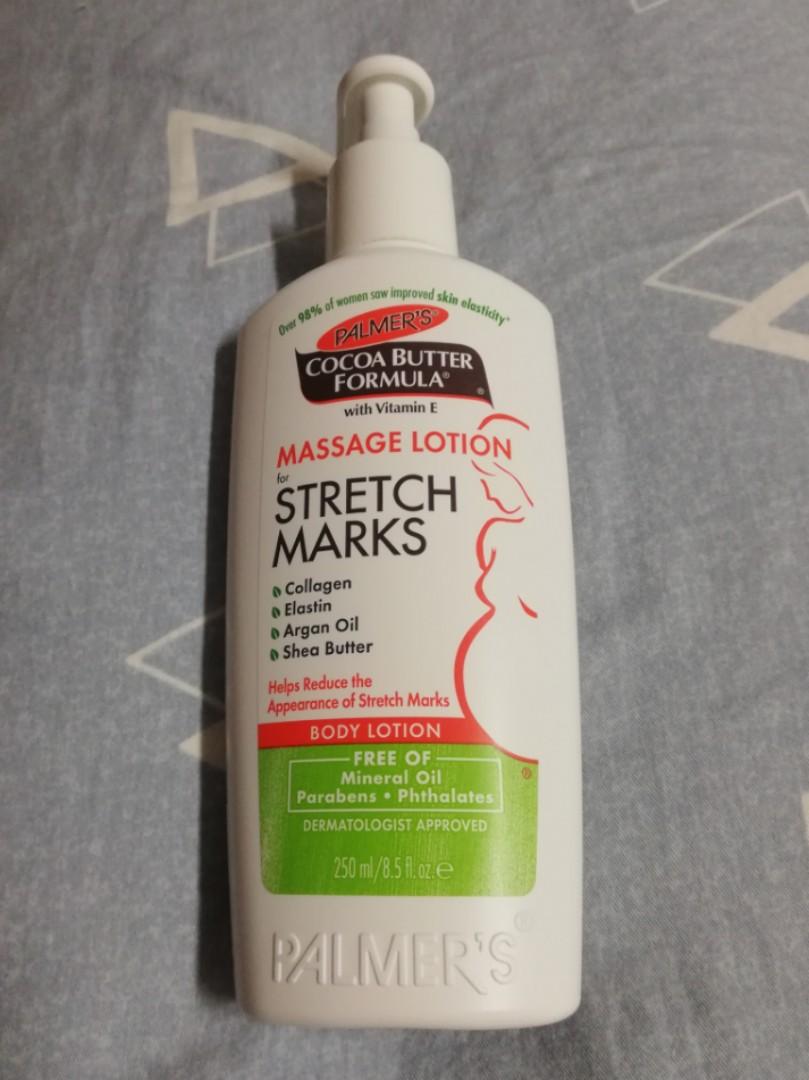 Over 98% of women saw improved skin elasticity*
PALMER'S®
COCOA BUTTER
FORMULA®
®
with Vitamin E
MASSAGE LOTION
for
STRETCH
MARKS
Collagen
Elastin
Argan Oil
Shea Butter
Helps Reduce the
Appearance of Stretch Marks
BODY LOTION
®
FREE OF
Mineral Oil
Parabens • Phthalates
DERMATOLOGIST APPROVED
250 ml/8.5 fl. oz. e
PALMER'S®